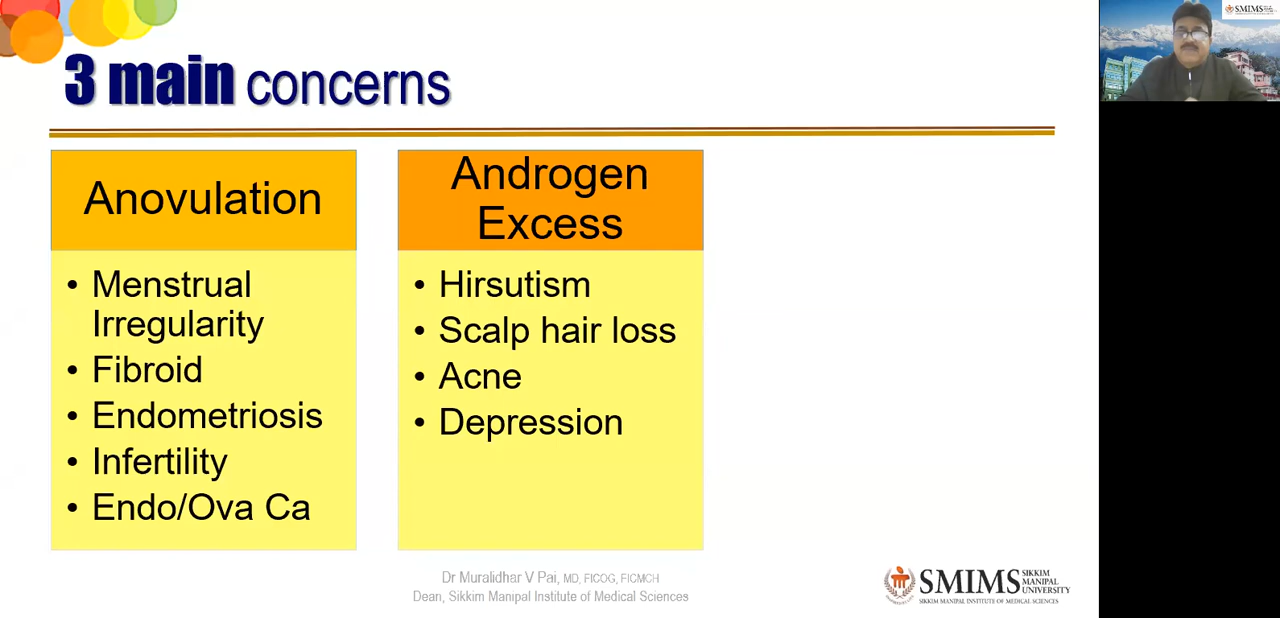 3 main concerns
Anovulation
• Menstrual
Irregularity
• Fibroid
• Endometriosis
• Infertility
• Endo/Ova Ca
Androgen
Excess
• Hirsutism
• Scalp hair loss
• Acne
• Depression
Dr Muralidhar V Pai, MD, FICOG, FICMCH
Dean, Sikkim Manipal Institute of Medical Sciences
SMIMS SIKKIM
MANIPAL
UNIVERSITY
SIKKIM MANIPAL INSTITUTE OF MEDICAL SCIENCES
SMIMS